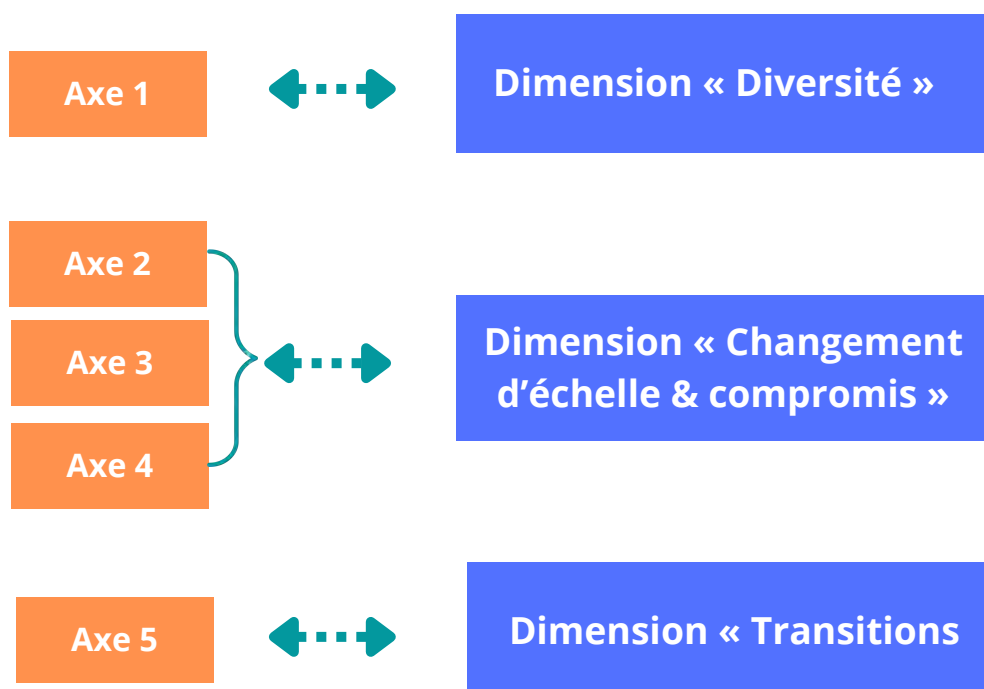 Axe 1
Dimension « Diversité »
Axe 2
Axe 3
Axe 4
Dimension « Changement
d’échelle & compromis »
Axe 5
Dimension « Transitions